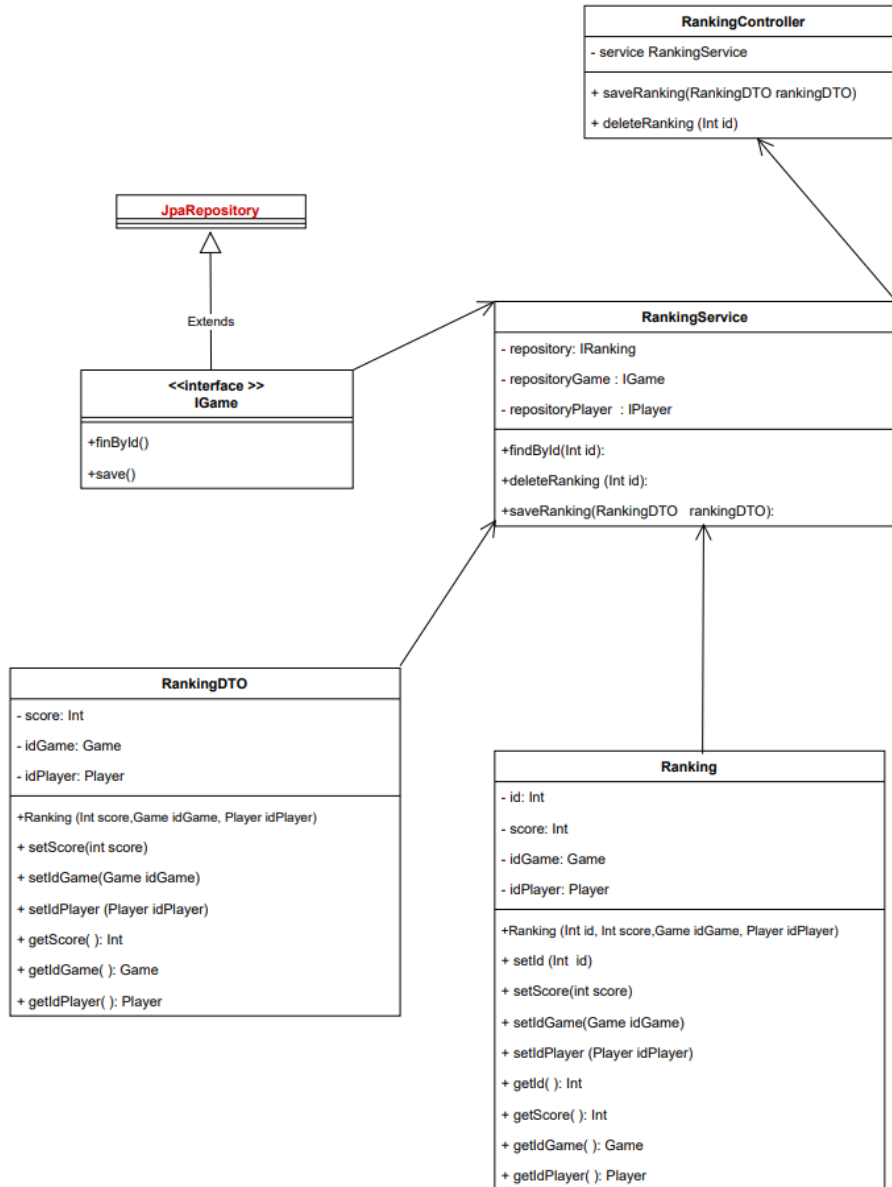 RankingController
- service RankingService
+ saveRanking(RankingDTO rankingDTO)
+ deleteRanking (Int id)
JpaRepository
Extends
<<interface >>
IGame
+finById()
+save()
RankingService
- repository: IRanking
- repositoryGame : IGame
- repositoryPlayer : IPlayer
+findById(Int id):
+deleteRanking (Int id):
+saveRanking(RankingDTO rankingDTO):
RankingDTO
- score: Int
- idGame: Game
- idPlayer: Player
+Ranking (Int score,Game idGame, Player idPlayer)
+ setScore(int score)
+ setIdGame(Game idGame)
+ setIdPlayer (Player idPlayer)
+ getScore( ): Int
+ getIdGame( ): Game
+ getIdPlayer( ): Player
Ranking
- id: Int
- score: Int
- idGame: Game
- idPlayer: Player
+Ranking (Int id, Int score,Game idGame, Player idPlayer)
+ setId (Int id)
+ setScore(int score)
+ setIdGame(Game idGame)
+ setIdPlayer (Player idPlayer)
+ getId( ): Int
+ getScore( ): Int
+ getIdGame( ): Game
+ getIdPlayer( ): Player